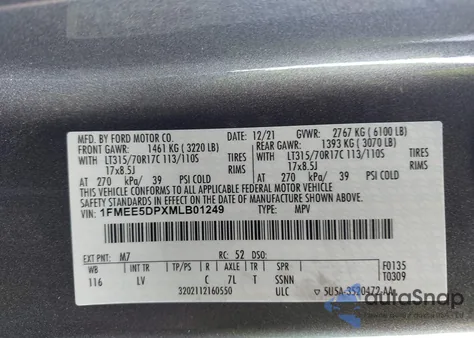 MFD. BY FORD MOTOR CO. 12/21 GVWR: 2767 KG ( 6100 LB)
FRONT GAWR: 1461 KG ( 3220 LB) REAR GAWR: 1393 KG ( 3070 LB)
WITH LT315/70R17C 113/110S TIRES WITH LT315/70R17C 113/110S TIRES
17x8.5J RIMS 17x8.5J RIMS
AT 270 kPa/ 39 PSI COLD AT 270 kPa/ 39 PSI COLD
THIS VEHICLE CONFORMS TO ALL APPLICABLE FEDERAL MOTOR VEHICLE
SAFETY STANDARDS IN EFFECT ON THE DATE OF MANUFACTURE SHOWN ABOVE.
VIN: 1FMEE5DPXMLB01249 TYPE: MPV
EXT PNT: M7 RC: 52 DSO: F0135
WB INT TR TP/PS R AXLE TR SPR T0309
116 LV C 7L T SSNN
3202112160550 ULC 5U5A-3520472-AA
autoSnap